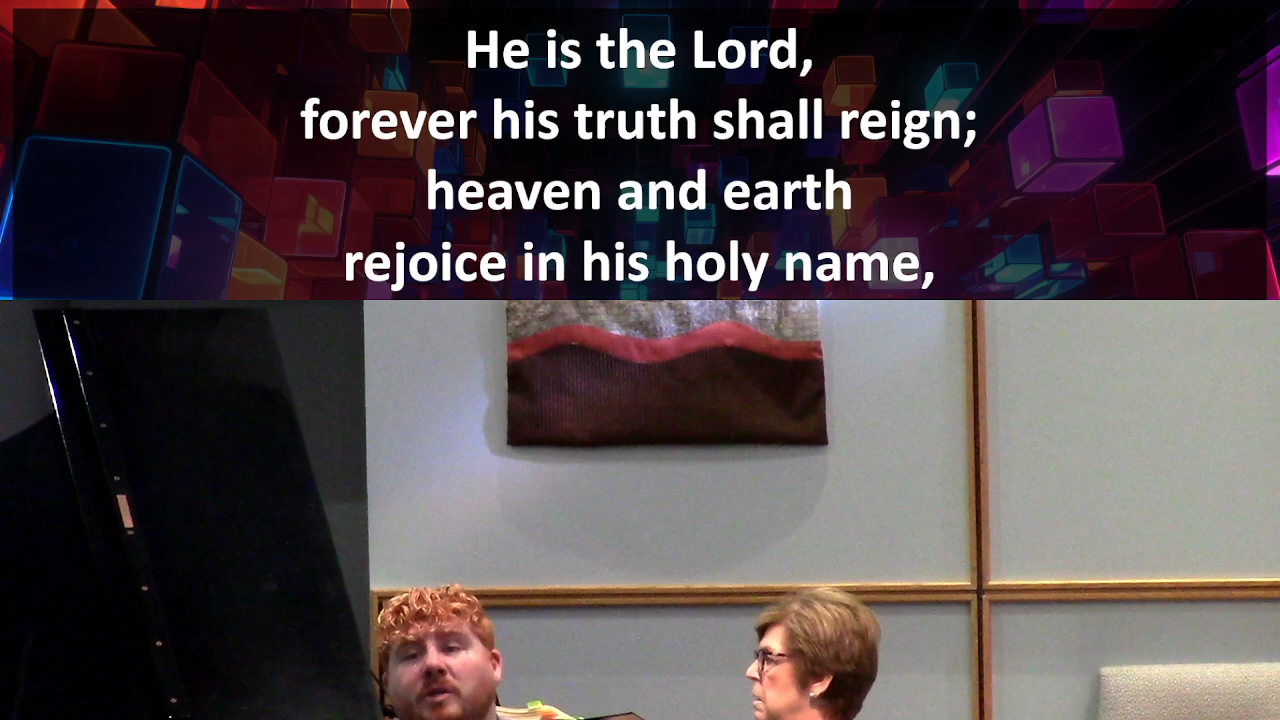 He is the Lord,
forever his truth shall reign;
heaven and earth
rejoice in his holy name,